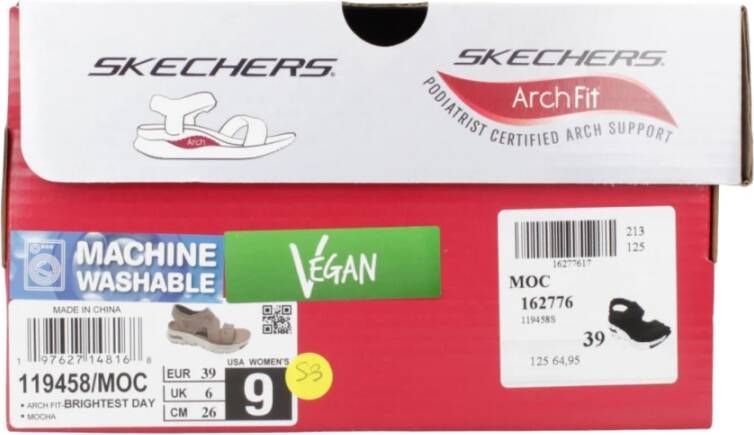 SKECHERS
Arch
SKECHERS
Arch Fit
PODIATRIST CERTIFIED ARCH SUPPORT
MACHINE
WASHABLE
VEGAN
213
125
16277617
MOC
162776
119458S
39
125 64,95
MADE IN CHINA
1 97627 14816 8
119458/MOC
• ARCH FIT-BRIGHTEST DAY
• MOCHA
USA WOMEN'S
EUR 39
UK 6
CM 26
9
S3